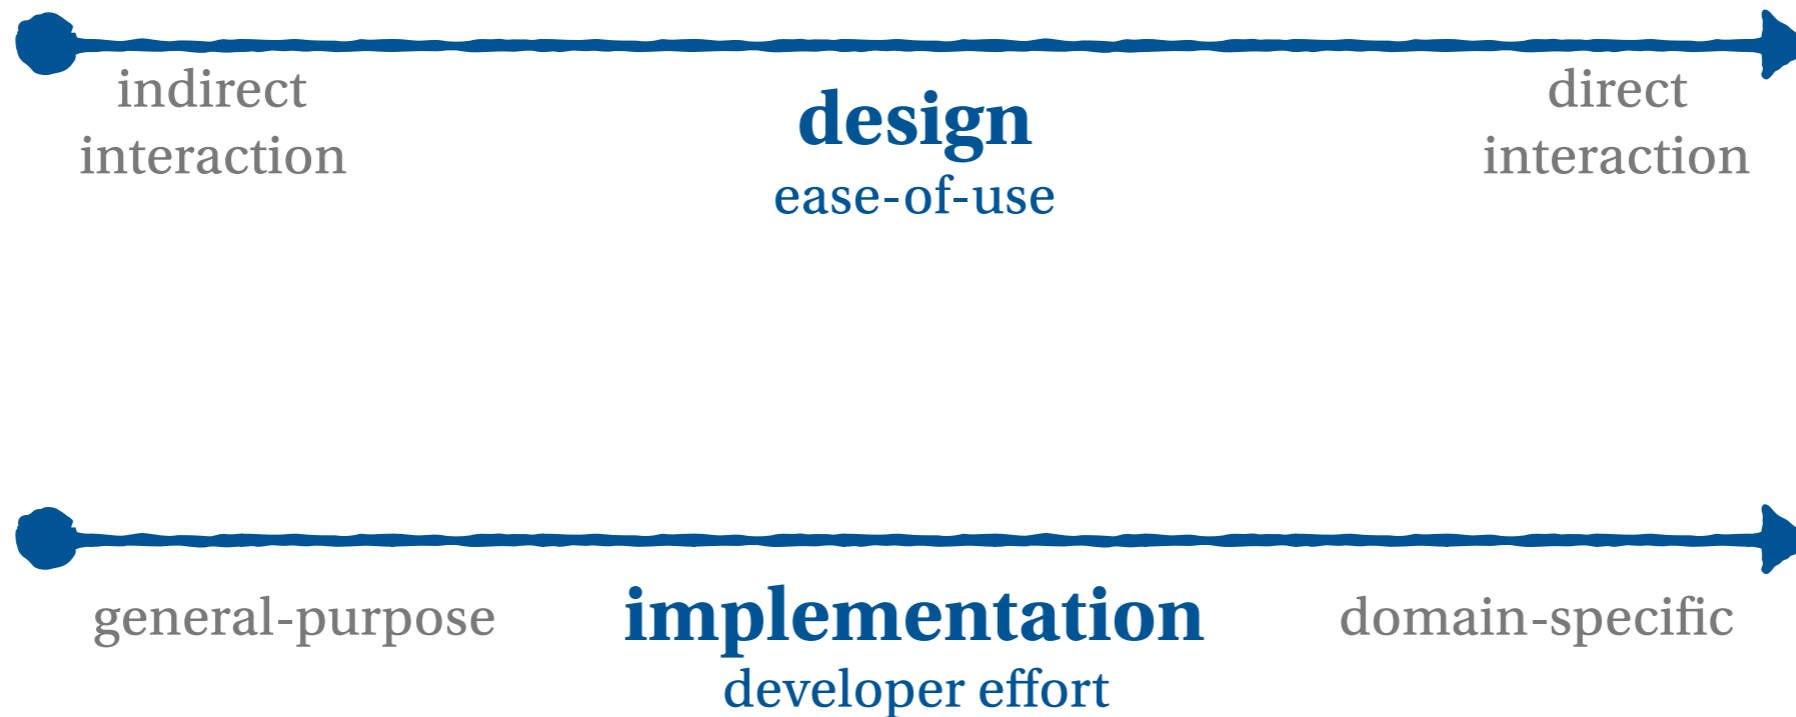 indirect
interaction
design
ease-of-use
direct
interaction
general-purpose
implementation
developer effort
domain-specific